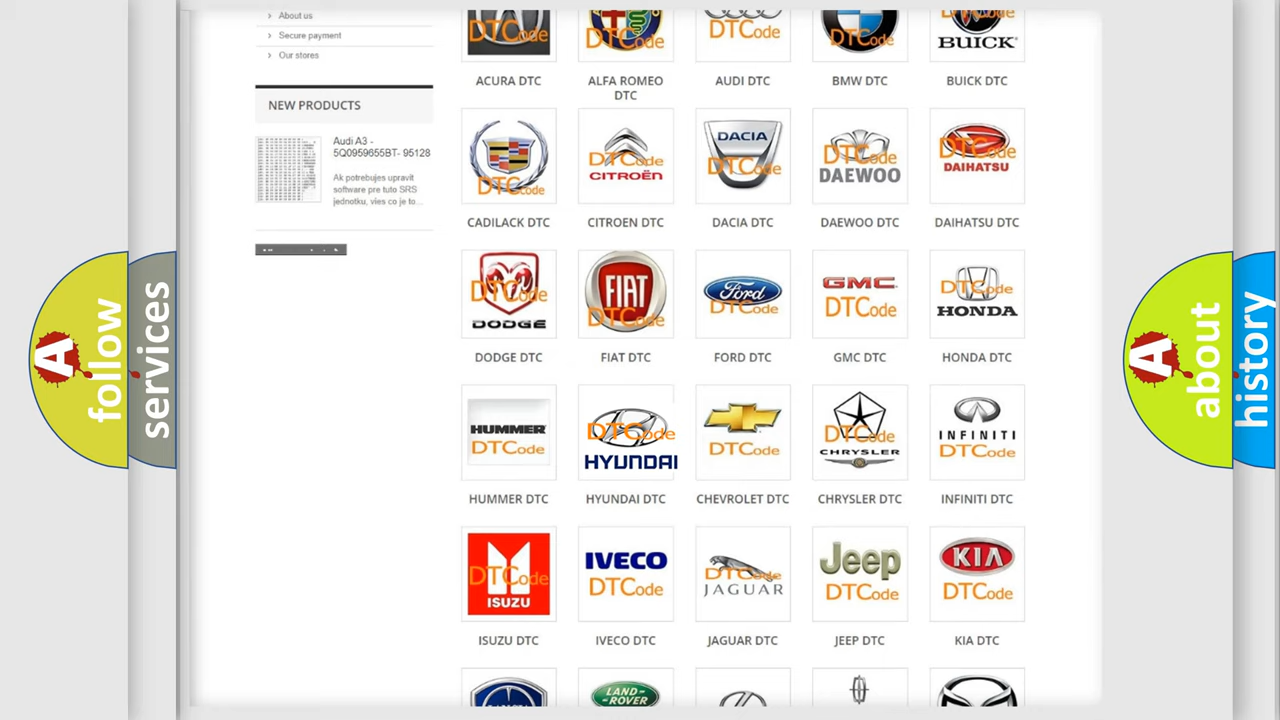 About us
Secure payment
Our stores
NEW PRODUCTS
Audi A3 -
5Q0959655BT- 95128
Ak potrebujes upravit
software pre tuto SRS
jednotku, vies co je to...
DTCode
DTCode
DTCode
DTCode
BUICK
ACURA DTC
ALFA ROMEO
DTC
AUDI DTC
BMW DTC
BUICK DTC
DTCode
DTCode
CITROËN
DACIA
DTCode
DTCode
DAEWOO
DTCode
DAIHATSU
CADILACK DTC
CITROEN DTC
DACIA DTC
DAEWOO DTC
DAIHATSU DTC
DTCode
DODGE
FIAT
DTCode
Ford
DTCode
GMC
DTCode
DTCode
HONDA
DODGE DTC
FIAT DTC
FORD DTC
GMC DTC
HONDA DTC
HUMMER
DTCode
DTCode
HYUNDAI
DTCode
DTCode
CHRYSLER
INFINITI
DTCode
HUMMER DTC
HYUNDAI DTC
CHEVROLET DTC
CHRYSLER DTC
INFINITI DTC
DTCode
ISUZU
IVECO
DTCode
DTCode
JAGUAR
Jeep
DTCode
KIA
DTCode
ISUZU DTC
IVECO DTC
JAGUAR DTC
JEEP DTC
KIA DTC
LAND-
ROVER
A
follow
services
A
about
history